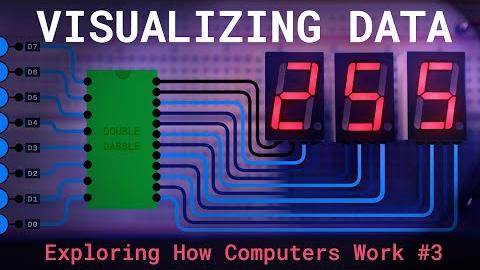 VISUALIZING DATA
D7
D6
D5
D4
D3
D2
D1
D0
DOUBLE
DABBLE
255
Exploring How Computers Work #3